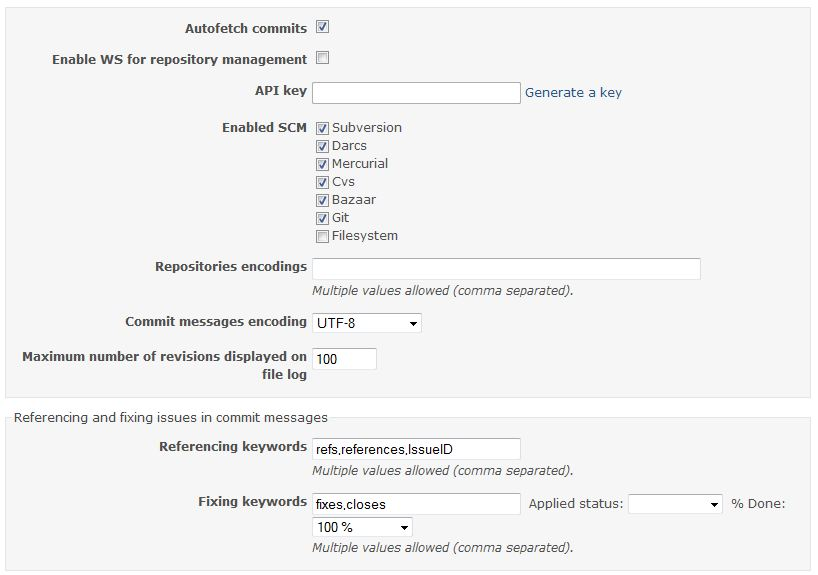 Autofetch commits
Enable WS for repository management
API key Generate a key
Enabled SCM Subversion
Darcs
Mercurial
Cvs
Bazaar
Git
Filesystem
Repositories encodings
Multiple values allowed (comma separated).
Commit messages encoding UTF-8
Maximum number of revisions displayed on 100
file log
Referencing and fixing issues in commit messages
Referencing keywords refs,references,IssueID
Multiple values allowed (comma separated).
Fixing keywords fixes,closes Applied status: % Done:
100 %
Multiple values allowed (comma separated).